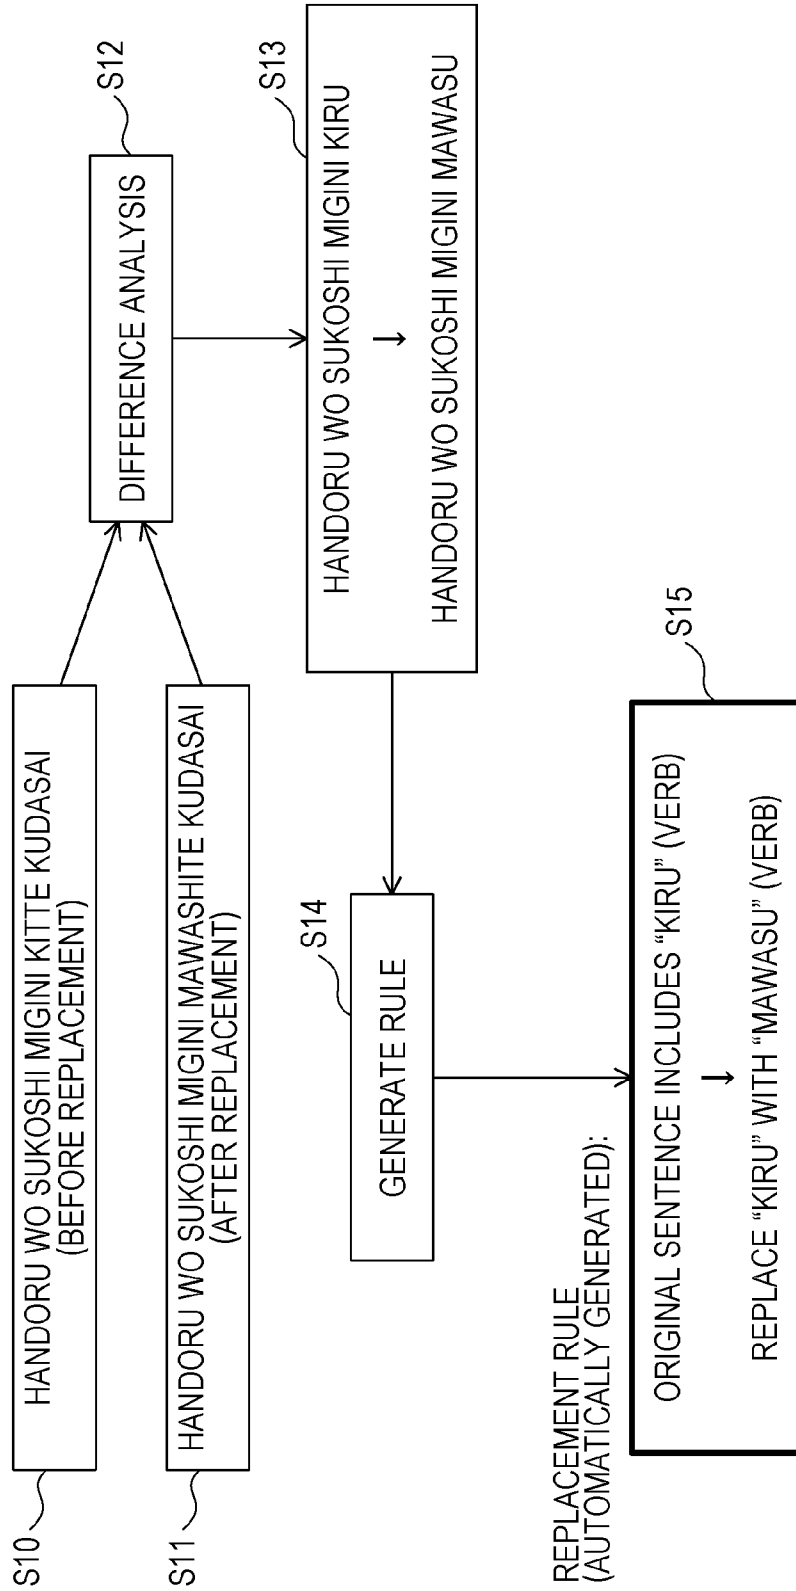 S10
HANDORU WO SUKOSHI MIGINI KITTE KUDASAI
(BEFORE REPLACEMENT)
S11
HANDORU WO SUKOSHI MIGINI MAWASHITE KUDASAI
(AFTER REPLACEMENT)
S12
DIFFERENCE ANALYSIS
S13
HANDORU WO SUKOSHI MIGINI KIRU
↓
HANDORU WO SUKOSHI MIGINI MAWASU
S14
GENERATE RULE
REPLACEMENT RULE
(AUTOMATICALLY GENERATED):
S15
ORIGINAL SENTENCE INCLUDES “KIRU” (VERB)
↓
REPLACE “KIRU” WITH “MAWASU” (VERB)